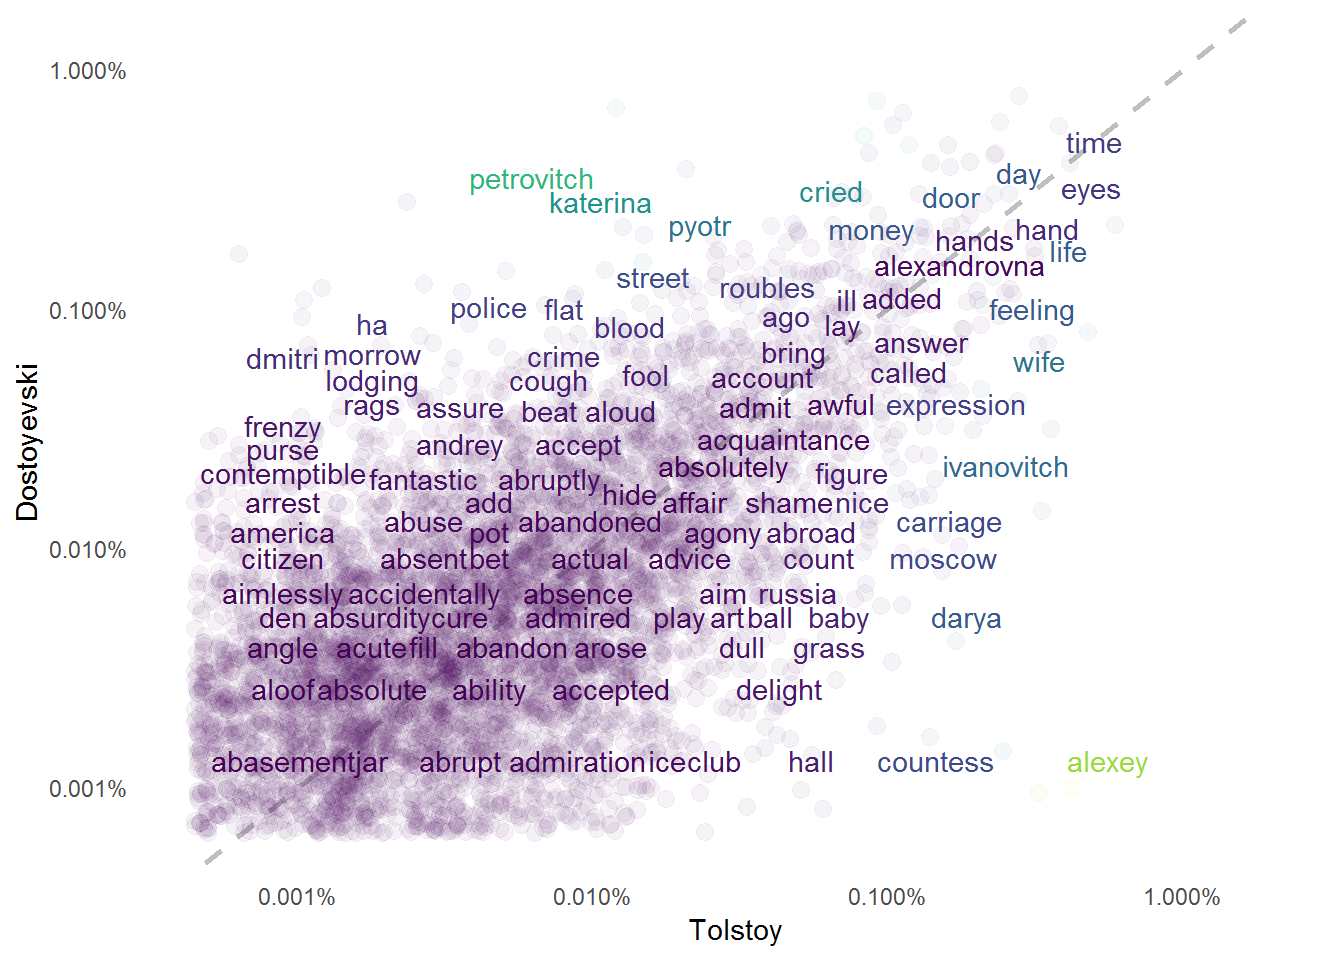 1.000%
time
petrovitch
katerina
cried
day
eyes
door
pyotr
money
hands
hand
life
alexandrovna
street
roubles
ill
added
feeling
0.100%
police
flat
ago
lay
ha
blood
answer
dmitri
morrow
crime
bring
wife
lodging
cough
fool
account
called
rags
assure
beat
aloud
admit
awful
expression
frenzy
andrey
accept
acquaintance
purse
contemptible
fantastic
abruptly
absolutely
figure
ivanovitch
hide
arrest
add
affair
shame
nice
abuse
abandoned
carriage
america
pot
agony
abroad
0.010%
citizen
absent
bet
actual
advice
count
moscow
aimlessly
accidentally
absence
aim
russia
den
absurdity
cure
admired
play
art
ball
baby
darya
angle
acute
fill
abandon
arose
dull
grass
aloof
absolute
ability
accepted
delight
abasement
jar
abrupt
admiration
ice
club
hall
countess
alexey
0.001%
Dostoyevski
0.001%
0.010%
0.100%
1.000%
Tolstoy